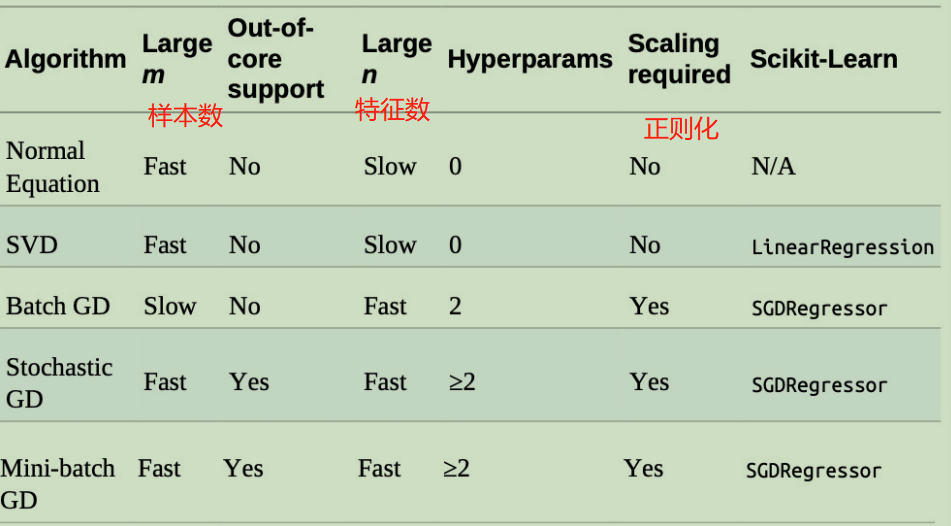 Algorithm Large m Out-of-core support Large n Hyperparams Scaling required Scikit-Learn
样本数 特征数 正则化
Normal Equation Fast No Slow 0 No N/A
SVD Fast No Slow 0 No LinearRegression
Batch GD Slow No Fast 2 Yes SGDRegressor
Stochastic GD Fast Yes Fast ≥2 Yes SGDRegressor
Mini-batch GD Fast Yes Fast ≥2 Yes SGDRegressor